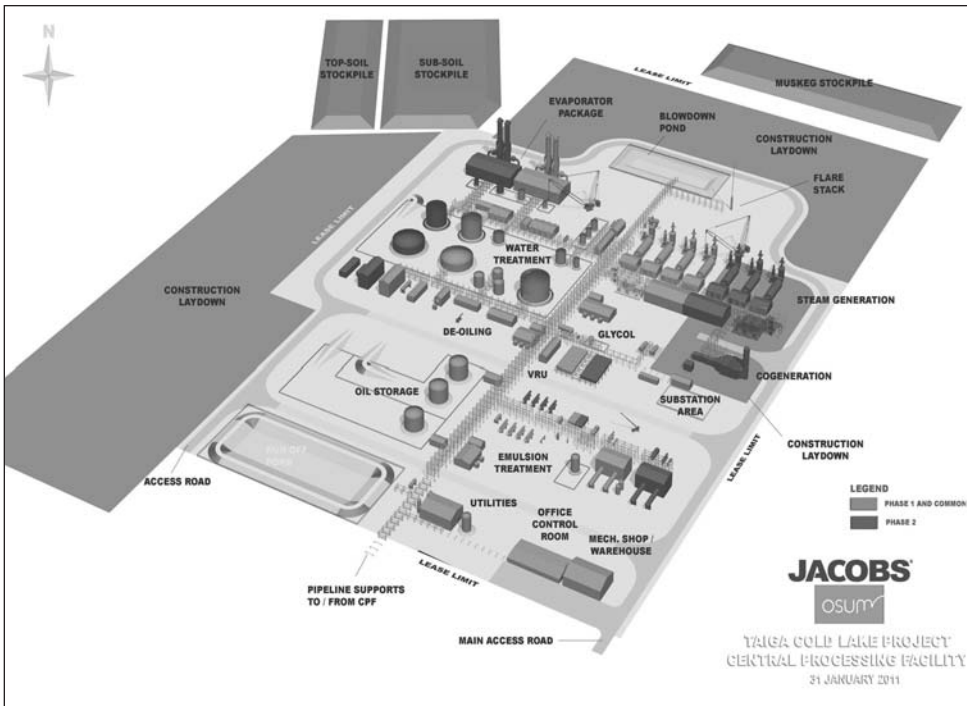 N
TOP-SOIL
STOCKPILE
SUB-SOIL
STOCKPILE
LEASE LIMIT
MUSKEG STOCKPILE
EVAPORATOR
PACKAGE
BLOWDOWN
POND
CONSTRUCTION
LAYDOWN
FLARE
STACK
LEASE LIMIT
WATER
TREATMENT
CONSTRUCTION
LAYDOWN
STEAM GENERATION
DE-OILING
GLYCOL
VRU
COGENERATION
OIL STORAGE
SUBSTATION
AREA
CONSTRUCTION
LAYDOWN
LEASE LIMIT
RUN OFF
POND
EMULSION
TREATMENT
ACCESS ROAD
LEGEND
PHASE 1 AND COMMON
PHASE 2
UTILITIES
OFFICE
CONTROL
ROOM
MECH. SHOP /
WAREHOUSE
LEASE LIMIT
PIPELINE SUPPORTS
TO / FROM CPF
MAIN ACCESS ROAD
JACOBS
osum
TAIGA COLD LAKE PROJECT
CENTRAL PROCESSING FACILITY
31 JANUARY 2011